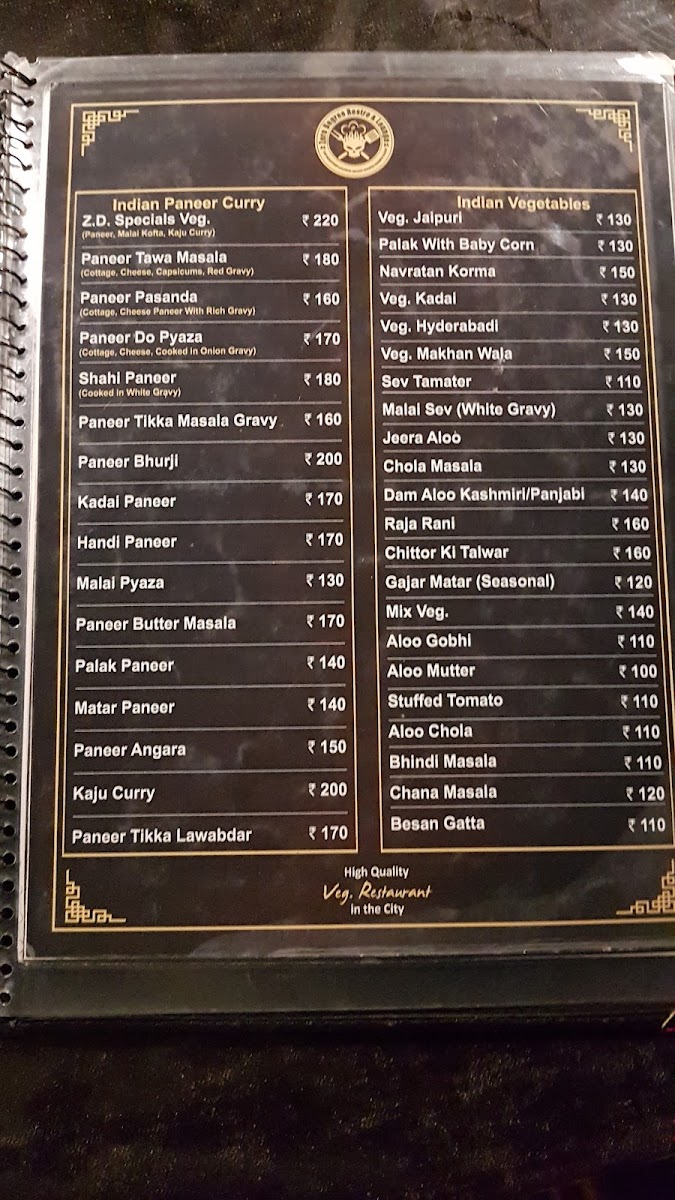 Zero Degree Restro & Lounge
Indian Paneer Curry
Z.D. Specials Veg. ₹ 220
(Paneer, Malai Kofta, Kaju Curry)
Paneer Tawa Masala ₹ 180
(Cottage, Cheese, Capsicums, Red Gravy)
Paneer Pasanda ₹ 160
(Cottage, Cheese Paneer With Rich Gravy)
Paneer Do Pyaza ₹ 170
(Cottage, Cheese, Cooked in Onion Gravy)
Shahi Paneer ₹ 180
(Cooked In White Gravy)
Paneer Tikka Masala Gravy ₹ 160
Paneer Bhurji ₹ 200
Kadai Paneer ₹ 170
Handi Paneer ₹ 170
Malai Pyaza ₹ 130
Paneer Butter Masala ₹ 170
Palak Paneer ₹ 140
Matar Paneer ₹ 140
Paneer Angara ₹ 150
Kaju Curry ₹ 200
Paneer Tikka Lawabdar ₹ 170
Indian Vegetables
Veg. Jaipuri ₹ 130
Palak With Baby Corn ₹ 130
Navratan Korma ₹ 150
Veg. Kadai ₹ 130
Veg. Hyderabadi ₹ 130
Veg. Makhan Wala ₹ 150
Sev Tamater ₹ 110
Malai Sev (White Gravy) ₹ 130
Jeera Aloo ₹ 130
Chola Masala ₹ 130
Dam Aloo Kashmiri/Panjabi ₹ 140
Raja Rani ₹ 160
Chittor Ki Talwar ₹ 160
Gajar Matar (Seasonal) ₹ 120
Mix Veg. ₹ 140
Aloo Gobhi ₹ 110
Aloo Mutter ₹ 100
Stuffed Tomato ₹ 110
Aloo Chola ₹ 110
Bhindi Masala ₹ 110
Chana Masala ₹ 120
Besan Gatta ₹ 110
High Quality
Veg. Restaurant
in the City